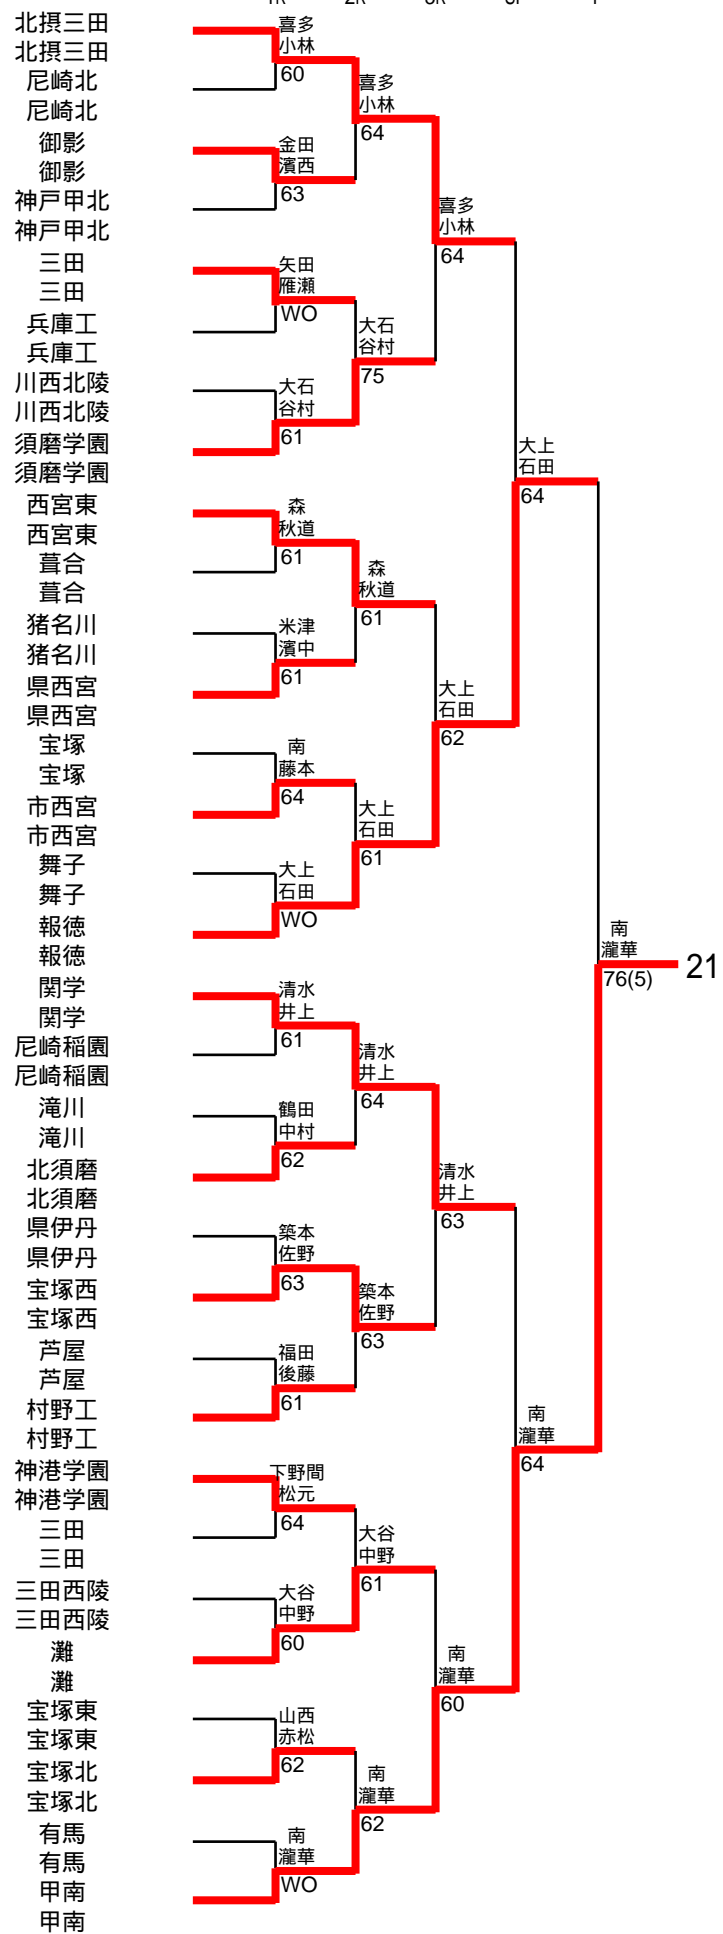 北摂三田
北摂三田
尼崎北
尼崎北
御影
御影
神戸甲北
神戸甲北
三田
三田
兵庫工
兵庫工
川西北陵
川西北陵
須磨学園
須磨学園
西宮東
西宮東
葺合
葺合
猪名川
猪名川
県西宮
県西宮
宝塚
宝塚
市西宮
市西宮
舞子
舞子
報徳
報徳
関学
関学
尼崎稲園
尼崎稲園
滝川
滝川
北須磨
北須磨
県伊丹
県伊丹
宝塚西
宝塚西
芦屋
芦屋
村野工
村野工
神港学園
神港学園
三田
三田
三田西陵
三田西陵
灘
灘
宝塚東
宝塚東
宝塚北
宝塚北
有馬
有馬
甲南
甲南
喜多
小林
60
金田
濱西
63
矢田
雁瀬
WO
大石
谷村
61
森
秋道
61
米津
濱中
61
南
藤本
64
大上
石田
WO
清水
井上
61
鶴田
中村
62
築本
佐野
63
福田
後藤
61
下野間
松元
64
大谷
中野
60
山西
赤松
62
南
瀧華
WO
喜多
小林
64
大石
谷村
75
森
秋道
61
大上
石田
61
清水
井上
64
築本
佐野
63
大谷
中野
61
南
瀧華
62
喜多
小林
64
大上
石田
62
清水
井上
63
南
瀧華
60
大上
石田
64
南
瀧華
64
南
瀧華
76(5)
21